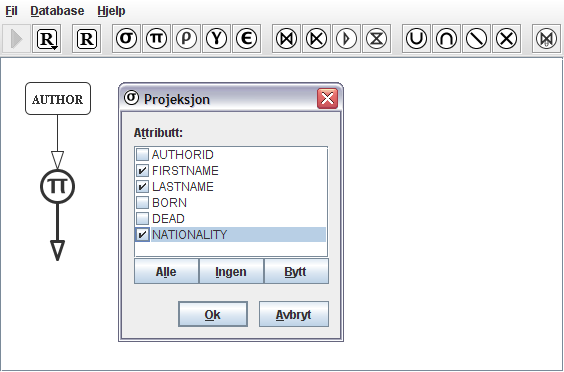 Fil Database Hjelp
R R σ π ρ γ ϵ ∪ ∩ \ ×
AUTHOR
π
σ Projeksjon
Attributt:
AUTHORID
FIRSTNAME
LASTNAME
BORN
DEAD
NATIONALITY
Alle Ingen Bytt
Ok Avbryt